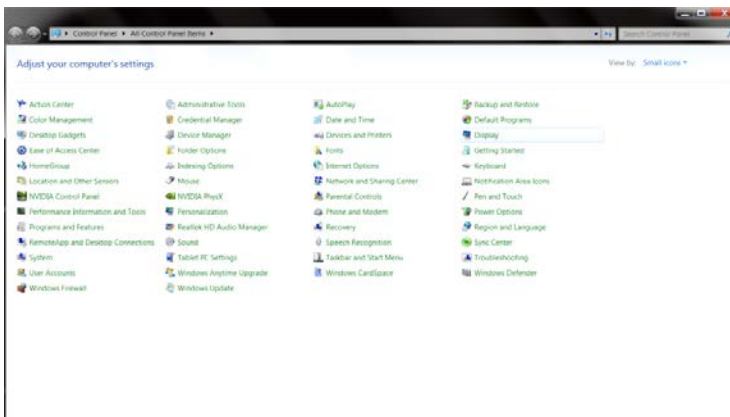 Control Panel All Control Panel Items
Search Control Panel
Adjust your computer's settings
View by: Small icons
Action Center Administrative Tools AutoPlay Backup and Restore
Color Management Credential Manager Date and Time Default Programs
Desktop Gadgets Device Manager Devices and Printers Display
Ease of Access Center Folder Options Fonts Getting Started
HomeGroup Indexing Options Internet Options Keyboard
Location and Other Sensors Mouse Network and Sharing Center Notification Area Icons
NVIDIA Control Panel NVIDIA PhysX Parental Controls Pen and Touch
Performance Information and Tools Personalization Phone and Modem Power Options
Programs and Features Realtek HD Audio Manager Recovery Region and Language
RemoteApp and Desktop Connections Sound Speech Recognition Sync Center
System Tablet PC Settings Taskbar and Start Menu Troubleshooting
User Accounts Windows Anytime Upgrade Windows CardSpace Windows Defender
Windows Firewall Windows Update